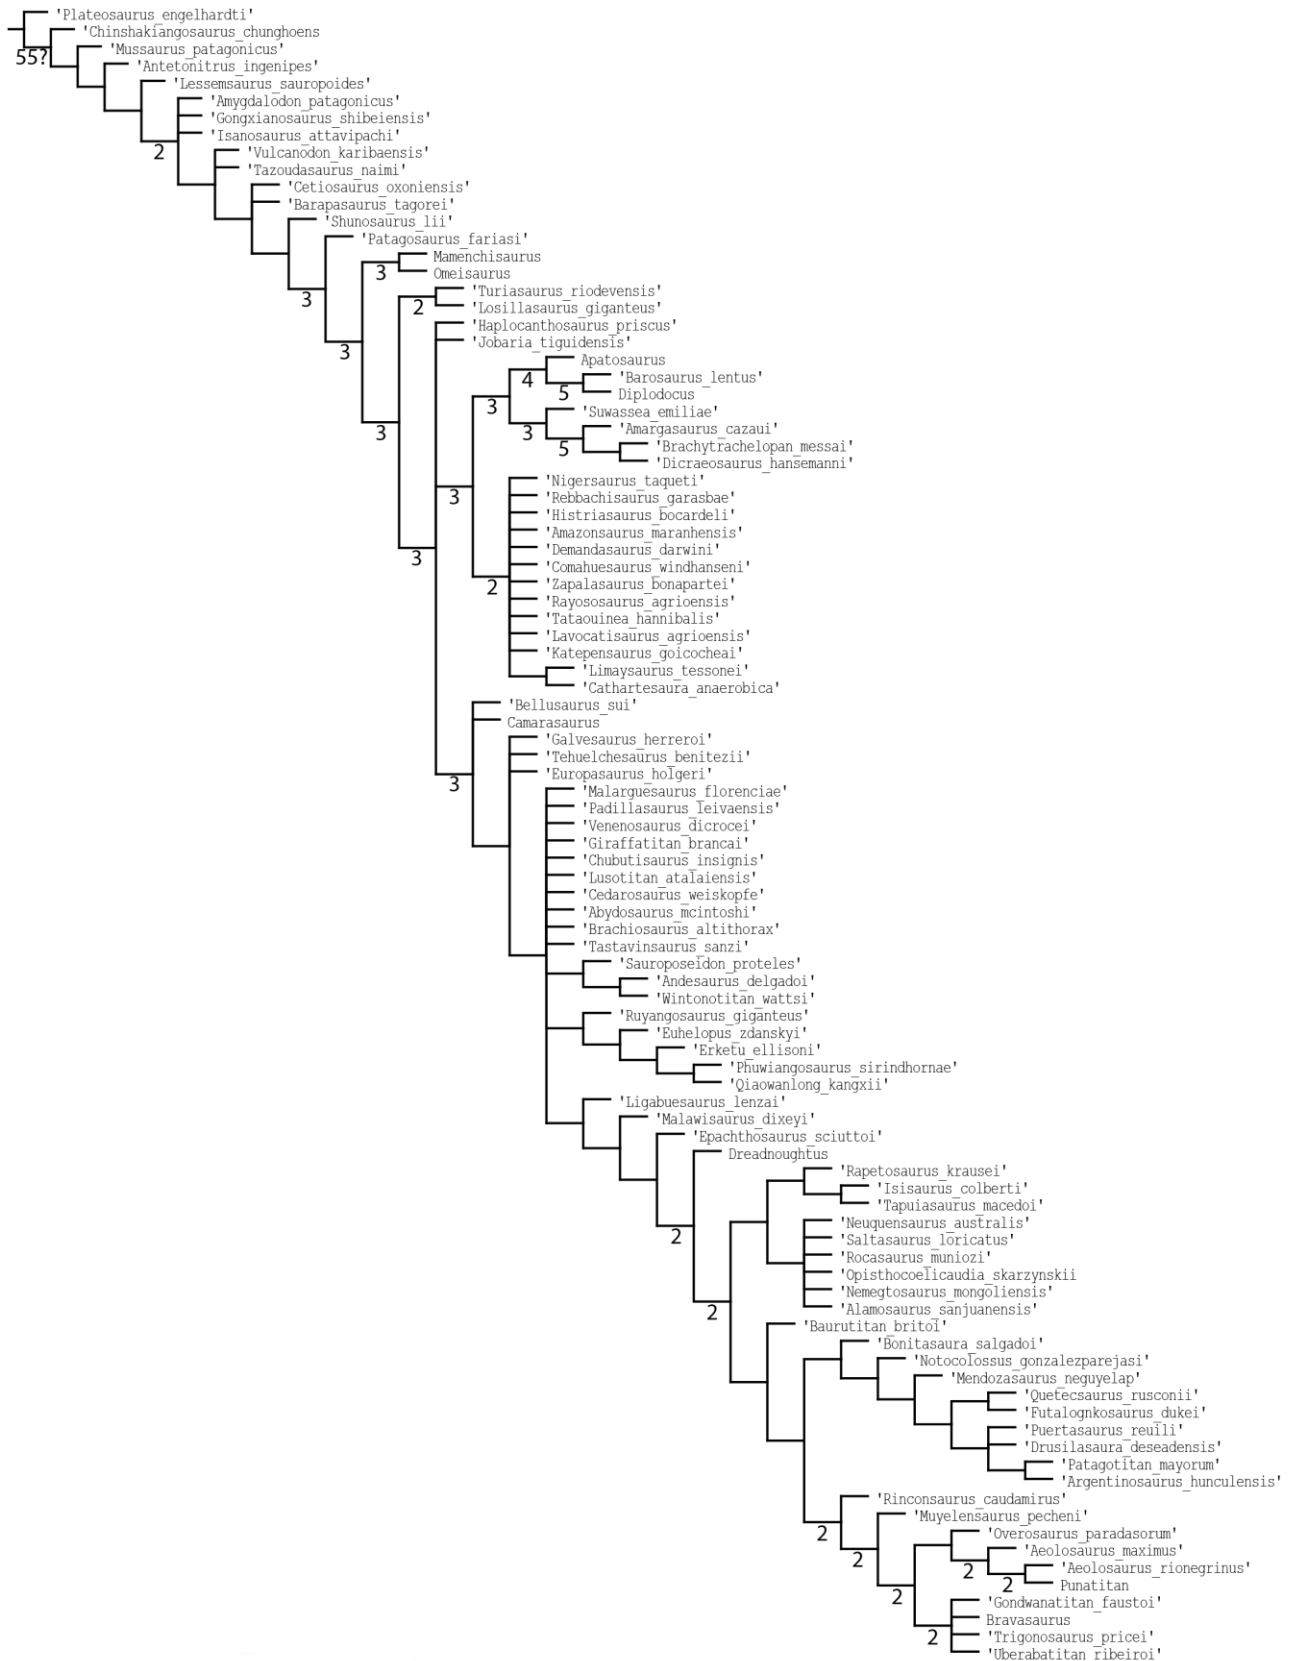 'Plateosaurus_engelhardti'
'Chinshakiangosaurus_chunghoens
55?
'Mussaurus_patagonicus'
'Antetonitrus_ingenipes'
'Lessemsaurus_sauropoides'
'Amygdalodon_patagonicus'
'Gongxianosaurus_shibeiensis'
'Isanosaurus_attavipachi'
2
'Vulcanodon_karibaensis'
'Tazoudasaurus_naimi'
'Cetiosaurus_oxoniensis'
'Barapasaurus_tagorei'
'Shunosaurus_lii'
'Patagosaurus_fariasi'
Mamenchisaurus
3
Omeisaurus
'Turiasaurus_riodevensis'
3
2
'Losillasaurus_giganteus'
'Haplocanthosaurus_priscus'
'Jobaria_tiguidensis'
3
Apatosaurus
4
'Barosaurus_lentus'
5
Diplodocus
3
'Suwassea_emiliae'
'Amargasaurus_cazaui'
3
3
'Brachytrachelopan_messai'
5
'Dicraeosaurus_hansemanni'
'Nigersaurus_taqueti'
3
'Rebbachisaurus_garasbae'
'Histriasaurus_bocardeli'
'Amazonsaurus_maranhensis'
'Demandasaurus_darwini'
3
'Comahuesaurus_windhanseni'
'Zapalasaurus_bonapartei'
2
'Rayososaurus_agrioensis'
'Tataouinea_hannibalis'
'Lavocatisaurus_agrioensis'
'Katepensaurus_goicocheai'
'Limaysaurus_tessonei'
'Cathartesaura_anaerobica'
'Bellusaurus_sui'
Camarasaurus
'Galvesaurus_herreroi'
'Tehuelchesaurus_benitezii'
'Europasaurus_holgeri'
3
'Malarguesaurus_florenciae'
'Padillasaurus_leivaensis'
'Venenosaurus_dicrocei'
'Giraffatitan_brancai'
'Chubutisaurus_insignis'
'Lusotitan_atalaiensis'
'Cedarosaurus_weiskopfe'
'Abydosaurus_mcintoshi'
'Brachiosaurus_altithorax'
'Tastavinsaurus_sanzi'
'Sauroposeidon_proteles'
'Andesaurus_delgadoi'
'Wintonotitan_wattsi'
'Ruyangosaurus_giganteus'
'Euhelopus_zdanskyi'
'Erketu_ellisoni'
'Phuwiangosaurus_sirindhornae'
'Qiaowanlong_kangxii'
'Ligabuesaurus_lenzai'
'Malawisaurus_dixeyi'
'Epachthosaurus_sciuttoi'
Dreadnoughtus
'Rapetosaurus_krausei'
'Isisaurus_colberti'
'Tapuiasaurus_macedoi'
'Neuquensaurus_australis'
2
'Saltasaurus_loricatus'
'Rocasaurus_muniozi'
'Opisthocoelicaudia_skarzynskii
'Nemegtosaurus_mongoliensis'
2
'Alamosaurus_sanjuanensis'
'Baurutitan_britoi'
'Bonitasaura_salgadoi'
'Notocolossus_gonzalezparejasi'
'Mendozasaurus_neguyelap'
'Quetecsaurus_rusconii'
'Futalognkosaurus_dukei'
'Puertasaurus_reuili'
'Drusilasaura_deseadensis'
'Patagotitan_mayorum'
'Argentinosaurus_hunculensis'
'Rinconsaurus_caudamirus'
'Muyelensaurus_pecheni'
2
'Overosaurus_paradasorum'
'Aeolosaurus_maximus'
2
2
'Aeolosaurus_rionegrinus'
2
Punatitan
2
'Gondwanatitan_faustoi'
Bravasaurus
2
'Trigonosaurus_pricei'
'Uberabatitan_ribeiroi'